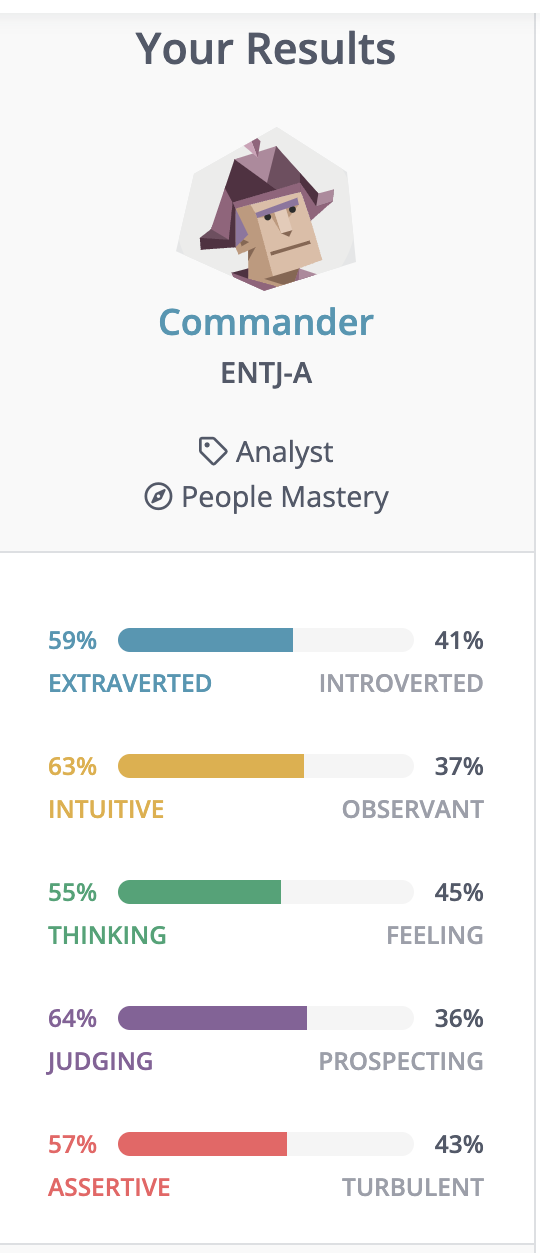 Your Results
Commander
ENTJ-A
Analyst
People Mastery
59% 41%
EXTRAVERTED INTROVERTED
63% 37%
INTUITIVE OBSERVANT
55% 45%
THINKING FEELING
64% 36%
JUDGING PROSPECTING
57% 43%
ASSERTIVE TURBULENT